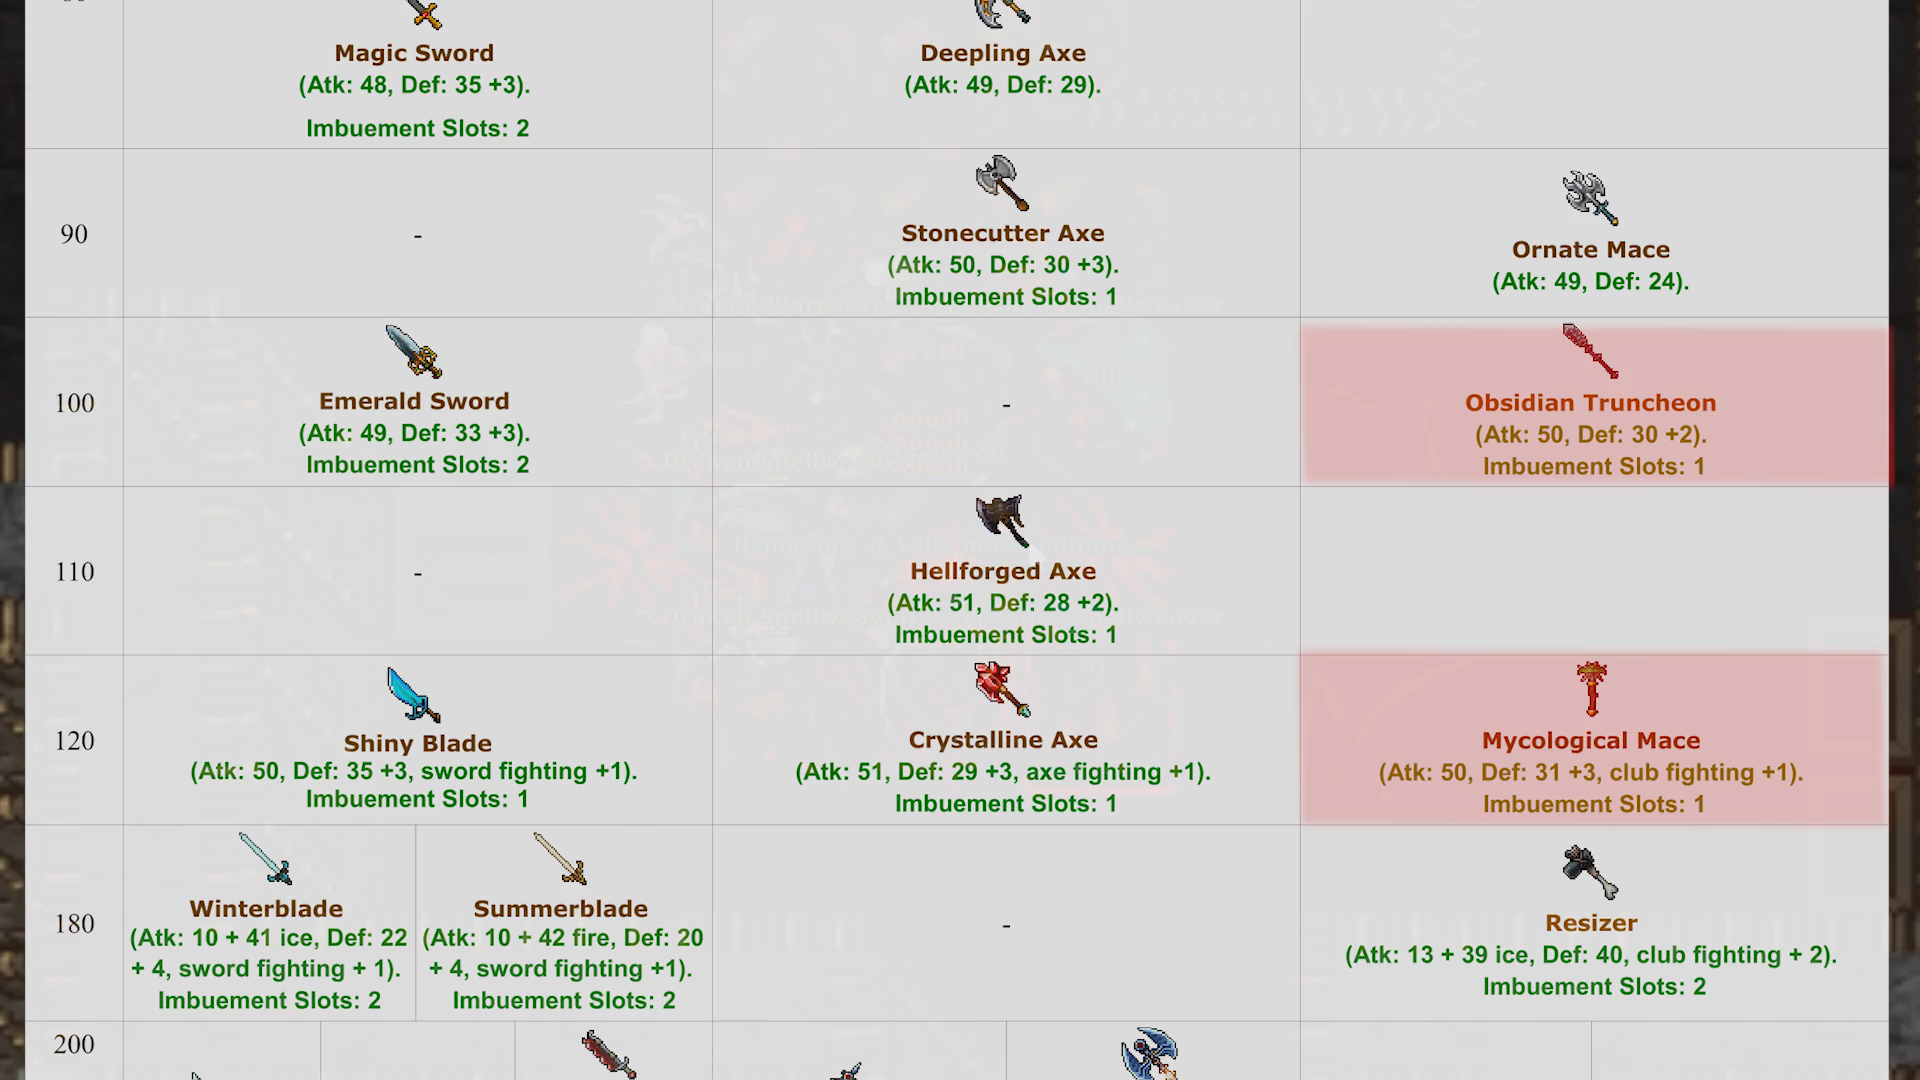 Magic Sword
(Atk: 48, Def: 35 +3).
Imbuement Slots: 2
Deepling Axe
(Atk: 49, Def: 29).
90
-
Stonecutter Axe
(Atk: 50, Def: 30 +3).
Imbuement Slots: 1
Ornate Mace
(Atk: 49, Def: 24).
100
Emerald Sword
(Atk: 49, Def: 33 +3).
Imbuement Slots: 2
-
Obsidian Truncheon
(Atk: 50, Def: 30 +2).
Imbuement Slots: 1
110
-
Hellforged Axe
(Atk: 51, Def: 28 +2).
Imbuement Slots: 1
120
Shiny Blade
(Atk: 50, Def: 35 +3, sword fighting +1).
Imbuement Slots: 1
Crystalline Axe
(Atk: 51, Def: 29 +3, axe fighting +1).
Imbuement Slots: 1
Mycological Mace
(Atk: 50, Def: 31 +3, club fighting +1).
Imbuement Slots: 1
180
Winterblade
(Atk: 10 + 41 ice, Def: 22
+ 4, sword fighting + 1).
Imbuement Slots: 2
Summerblade
(Atk: 10 + 42 fire, Def: 20
+ 4, sword fighting +1).
Imbuement Slots: 2
-
Resizer
(Atk: 13 + 39 ice, Def: 40, club fighting + 2).
Imbuement Slots: 2
200